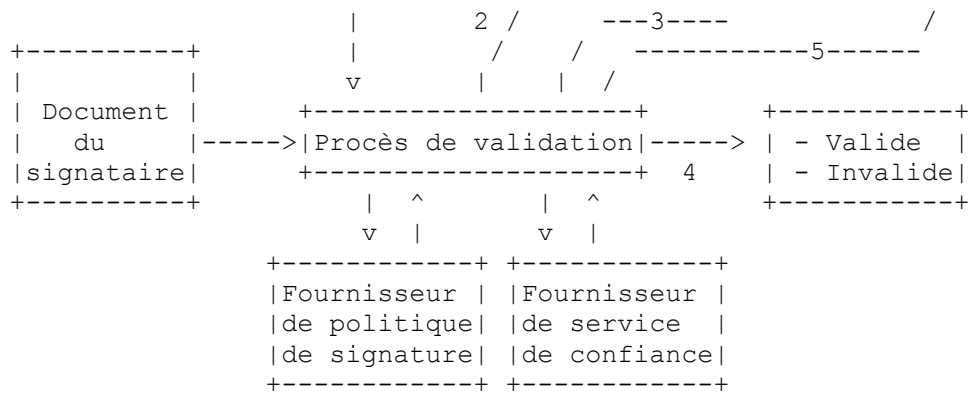 2 3
5
Document
du Procès de validation - Valide
signataire 4 - Invalide
v
v v
Fournisseur Fournisseur
de politique de service
de signature de confiance